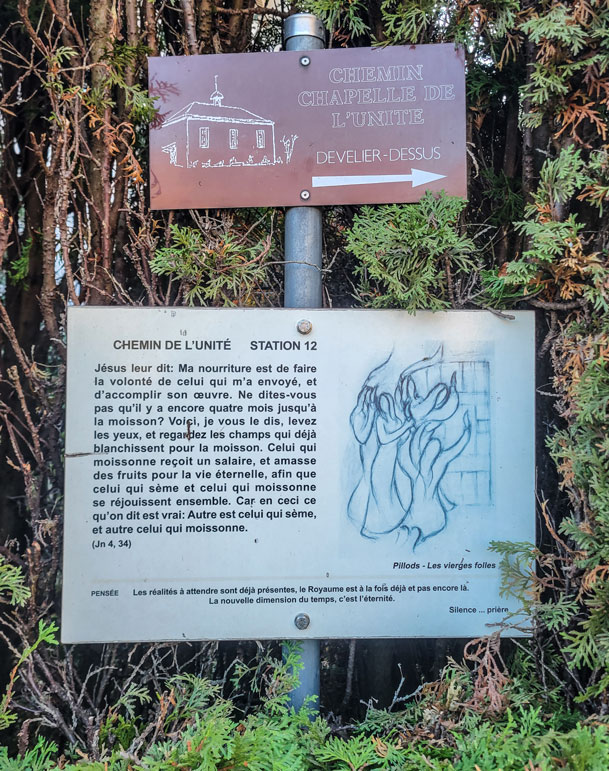 CHEMIN
CHAPELLE DE
L'UNITE
DEVELIER-DESSUS
CHEMIN DE L'UNITÉ STATION 12
Jésus leur dit: Ma nourriture est de faire
la volonté de celui qui m'a envoyé, et
d'accomplir son œuvre. Ne dites-vous
pas qu'il y a encore quatre mois jusqu'à
la moisson? Voici, je vous le dis, levez
les yeux, et regardez les champs qui déjà
blanchissent pour la moisson. Celui qui
moissonne reçoit un salaire, et amasse
des fruits pour la vie éternelle, afin que
celui qui sème et celui qui moissonne
se réjouissent ensemble. Car en ceci ce
qu'on dit est vrai: Autre est celui qui sème,
et autre celui qui moissonne.
(Jn 4, 34)
Pillods - Les vierges folles
PENSÉE Les réalités à attendre sont déjà présentes, le Royaume est à la fois déjà et pas encore là.
La nouvelle dimension du temps, c'est l'éternité.
Silence ... prière